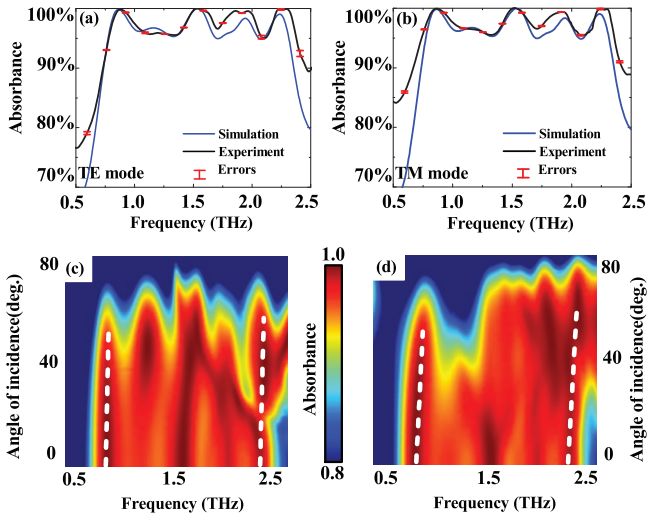 (a)
100%
90%
80%
70%
Absorbance
Simulation
Experiment
Errors
TE mode
0.5 1.0 1.5 2.0 2.5
Frequency (THz)
(b)
100%
90%
80%
70%
Absorbance
Simulation
Experiment
Errors
TM mode
0.5 1.0 1.5 2.0 2.5
Frequency (THz)
(c)
80
40
0
Angle of incidence(deg.)
0.5 1.5 2.5
Frequency (THz)
1.0
Absorbance
0.8
(d)
80
40
0
Angle of incidence(deg.)
0.5 1.5 2.5
Frequency (THz)